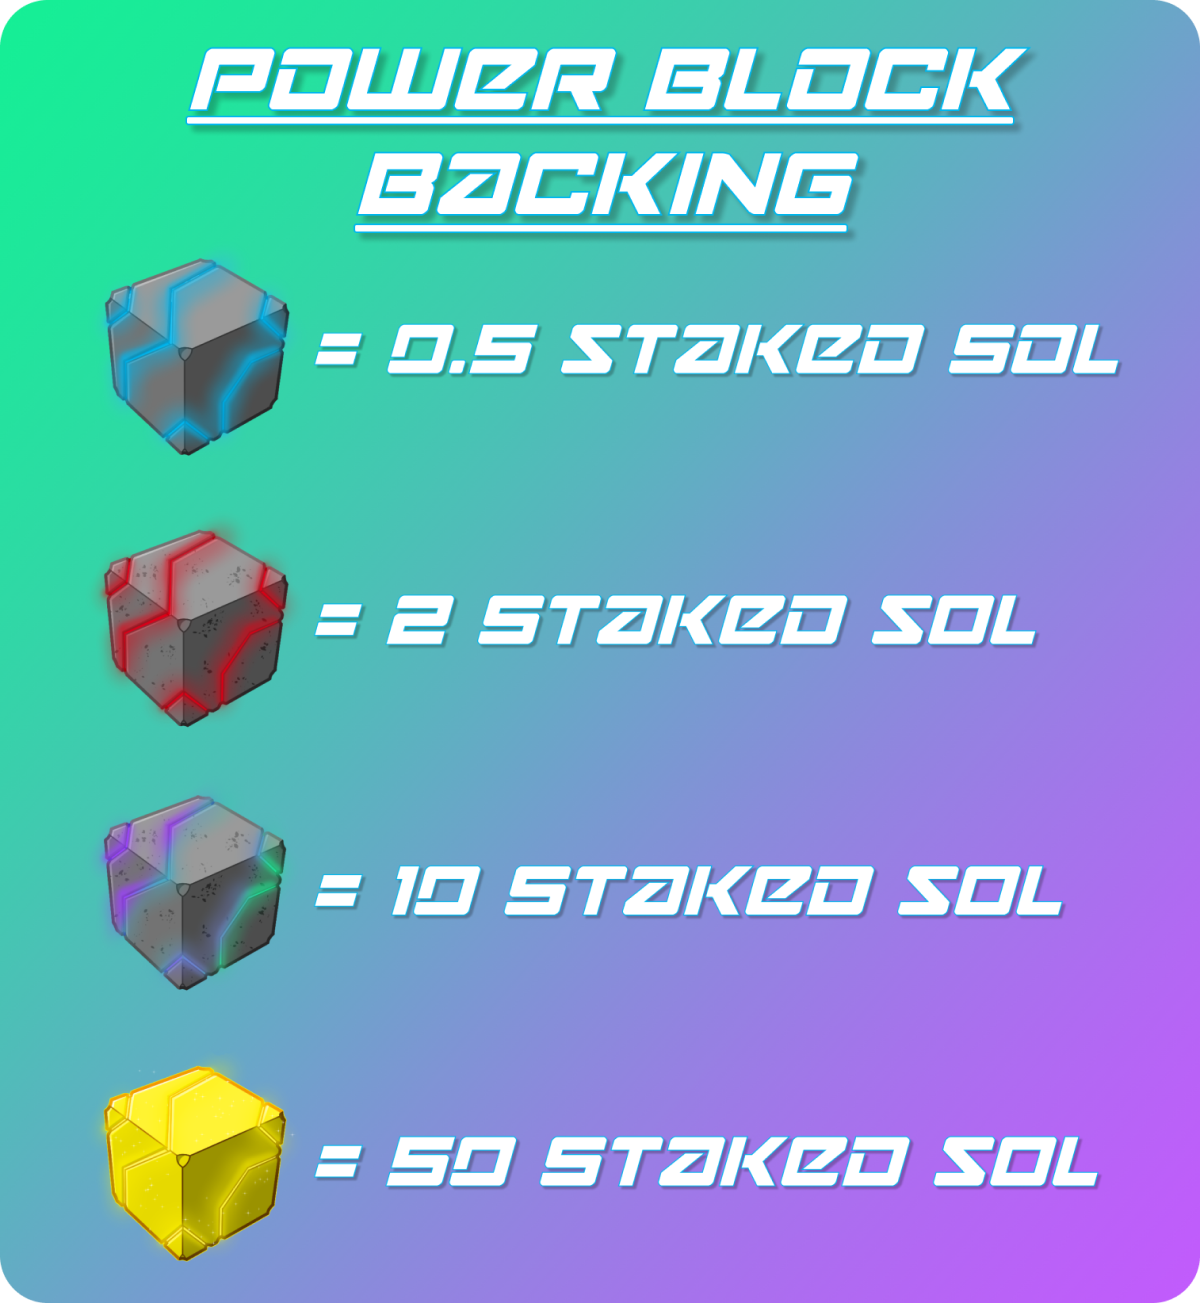 POWER BLOCK
BACKING
= 0.5 STAKED SOL
= 2 STAKED SOL
= 10 STAKED SOL
= 50 STAKED SOL